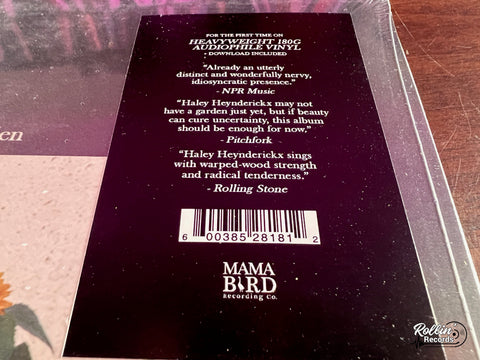 FOR THE FIRST TIME ON
HEAVYWEIGHT 180G
AUDIOPHILE VINYL
+ DOWNLOAD INCLUDED
“Already an utterly
distinct and wonderfully nervy,
idiosyncratic presence.”
- NPR Music
“Haley Heynderickx may not
have a garden just yet, but if beauty
can cure uncertainty, this album
should be enough for now.”
- Pitchfork
“Haley Heynderickx sings
with warped-wood strength
and radical tenderness.”
- Rolling Stone
6 00385 28181 2
MAMA
BIRD
RECORDING CO.
en
Rollin'
Records